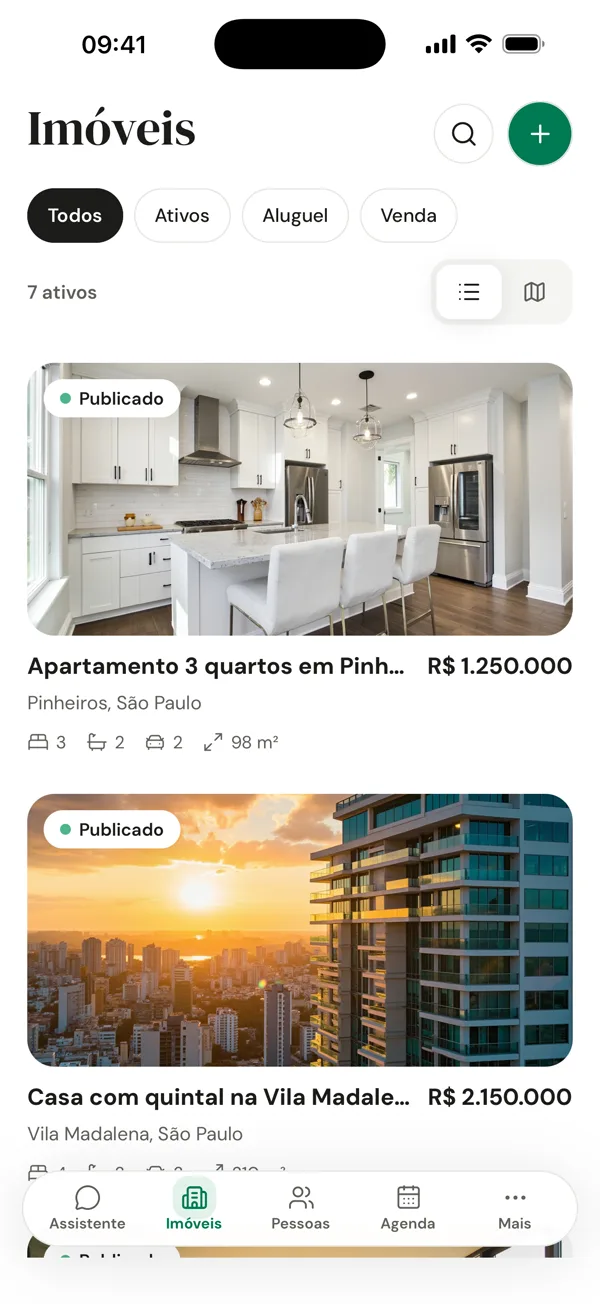 09:41
Imóveis
Todos
Ativos
Aluguel
Venda
7 ativos
Publicado
Apartamento 3 quartos em Pinh... R$ 1.250.000
Pinheiros, São Paulo
3 2 2 98 m²
Publicado
Casa com quintal na Vila Madale... R$ 2.150.000
Vila Madalena, São Paulo
Assistente
Imóveis
Pessoas
Agenda
Mais